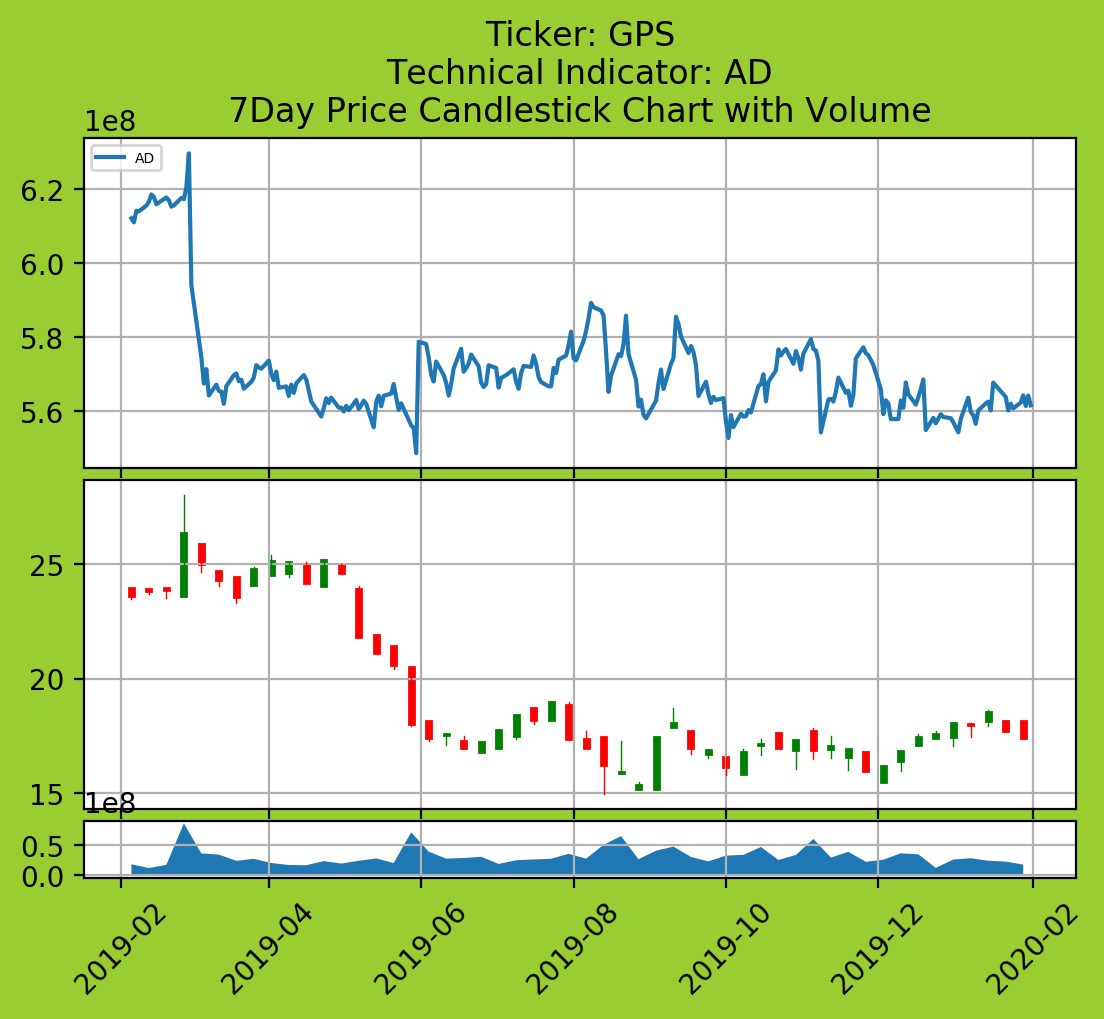 Ticker: GPS
Technical Indicator: AD
7Day Price Candlestick Chart with Volume
1e8
AD
6.2
6.0
5.8
5.6
25
20
15
1e8
0.5
0.0
2019-02
2019-04
2019-06
2019-08
2019-10
2019-12
2020-02